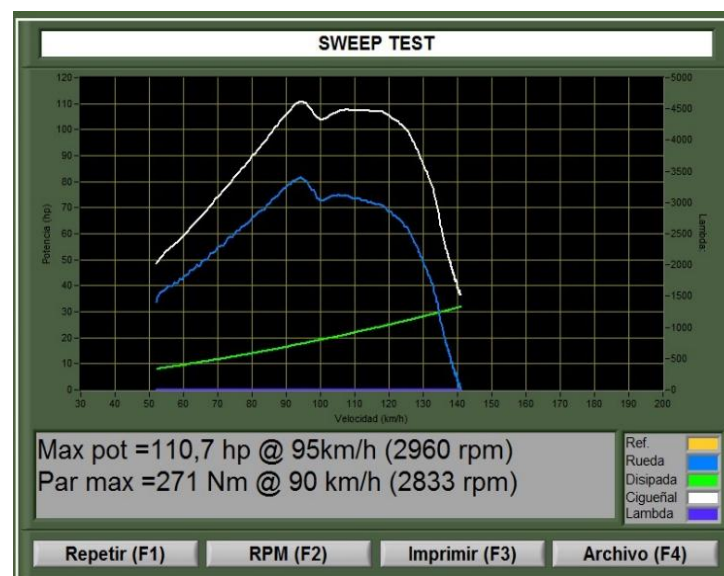 SWEEP TEST
120
110
100
90
80
70
60
50
40
30
20
10
0
Potencia (hp)
5000
4500
4000
3500
3000
2500
2000
1500
1000
500
0
Lambda:
30 40 50 60 70 80 90 100 110 120 130 140 150 160 170 180 190 200
Velocidad (km/h)
Max pot =110,7 hp @ 95km/h (2960 rpm)
Par max =271 Nm @ 90 km/h (2833 rpm)
Ref.
Rueda
Disipada
Cigueñal
Lambda
Repetir (F1) RPM (F2) Imprimir (F3) Archivo (F4)